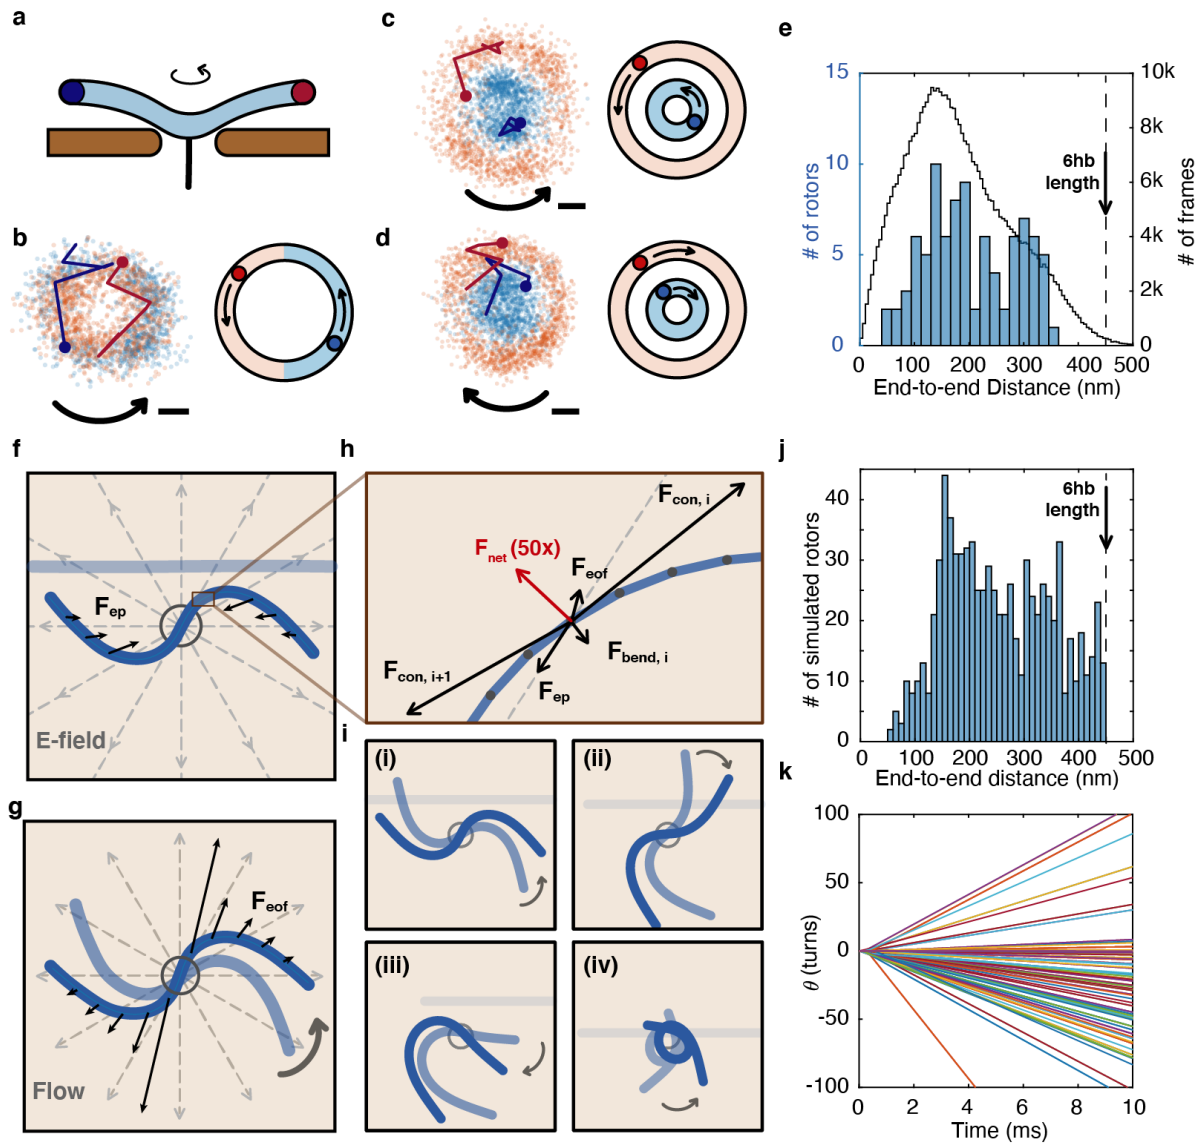 a
b
c
d
e
15
10
5
0
# of rotors
10k
8k
6k
4k
2k
0
# of frames
6hb
length
100 200 300 400 500
End-to-end Distance (nm)
f
F ep
E-field
g
F eof
Flow
h
F con, i
F net (50x)
F eof
F bend, i
F con, i+1
F ep
i
(i)
(ii)
(iii)
(iv)
j
40
30
20
10
0
# of simulated rotors
6hb
length
0 100 200 300 400 500
End-to-end distance (nm)
k
100
50
0
-50
-100
θ (turns)
0 2 4 6 8 10
Time (ms)